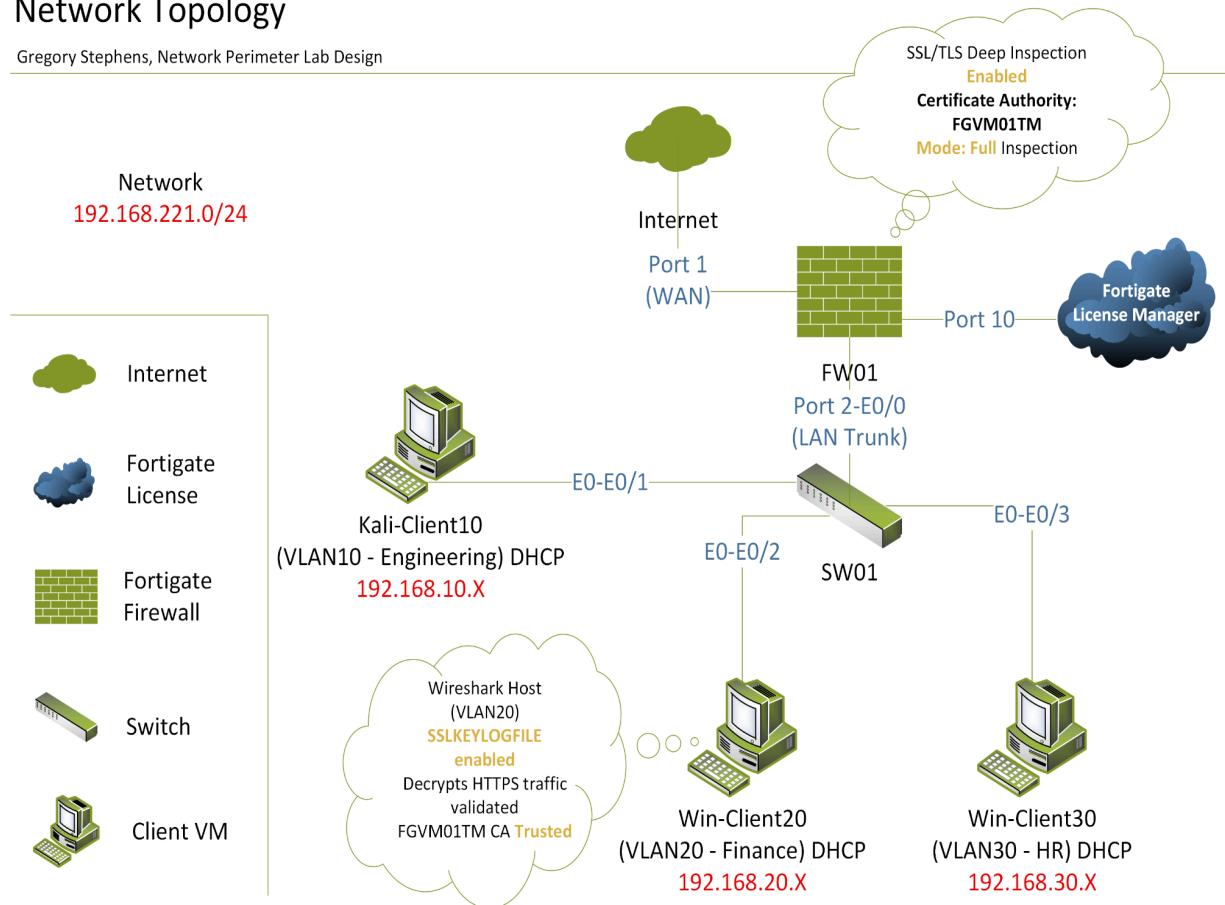 Network Topology
Gregory Stephens, Network Perimeter Lab Design
SSL/TLS Deep Inspection
Enabled
Certificate Authority:
FGVM01TM
Mode: Full Inspection
Network
192.168.221.0/24
Internet
Port 1
(WAN)
Fortigate
License Manager
Port 10
FW01
Port 2-E0/0
(LAN Trunk)
Internet
Fortigate
License
Fortigate
Firewall
Switch
Client VM
E0-E0/1
Kali-Client10
(VLAN10 - Engineering) DHCP
192.168.10.X
E0-E0/2
SW01
E0-E0/3
Wireshark Host
(VLAN20)
SSLKEYLOGFILE
enabled
Decrypts HTTPS traffic
validated
FGVM01TM CA Trusted
Win-Client20
(VLAN20 - Finance) DHCP
192.168.20.X
Win-Client30
(VLAN30 - HR) DHCP
192.168.30.X